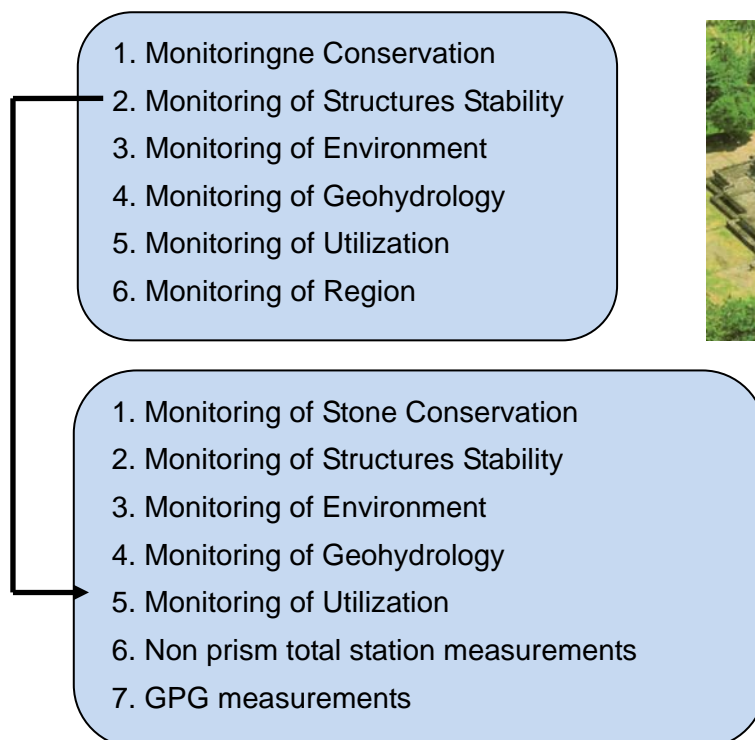 1. Monitoringne Conservation
2. Monitoring of Structures Stability
3. Monitoring of Environment
4. Monitoring of Geohydrology
5. Monitoring of Utilization
6. Monitoring of Region
1. Monitoring of Stone Conservation
2. Monitoring of Structures Stability
3. Monitoring of Environment
4. Monitoring of Geohydrology
5. Monitoring of Utilization
6. Non prism total station measurements
7. GPG measurements